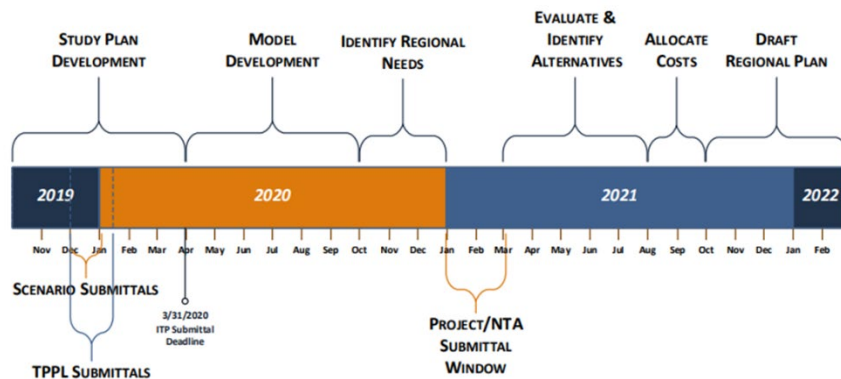 STUDY PLAN
DEVELOPMENT
MODEL
DEVELOPMENT
IDENTIFY REGIONAL
NEEDS
EVALUATE &
IDENTIFY
ALTERNATIVES
ALLOCATE
COSTS
DRAFT
REGIONAL PLAN
2019
2020
2021
2022
Nov Dec Jan Feb Mar Apr May Jun Jul Aug Sep Oct Nov Dec Jan Feb Mar Apr May Jun Jul Aug Sep Oct Nov Dec Jan Feb
SCENARIO SUBMITTALS
TPPL SUBMITTALS
3/31/2020
ITP Submittal
Deadline
PROJECT/NTA
SUBMITTAL
WINDOW